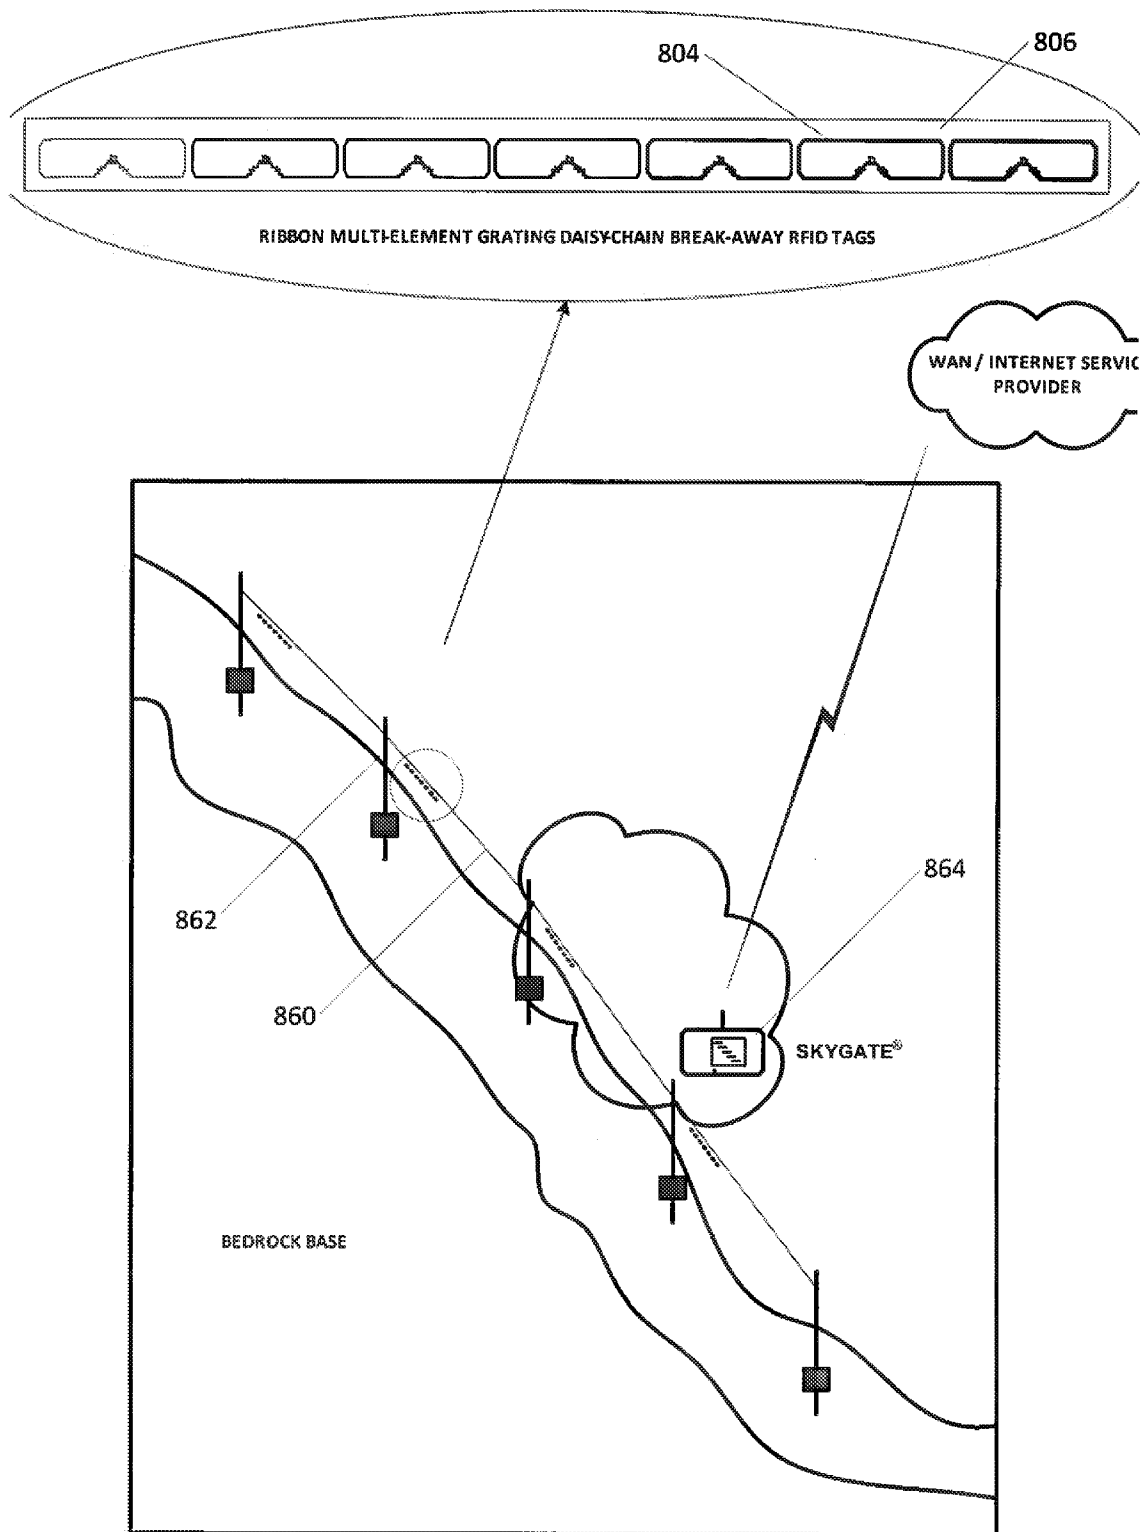 804
806
RIBBON MULTI-ELEMENT GRATING DAISY-CHAIN BREAK-AWAY RFID TAGS
WAN / INTERNET SERVIC
PROVIDER
862
860
864
SKYGATE®
BEDROCK BASE